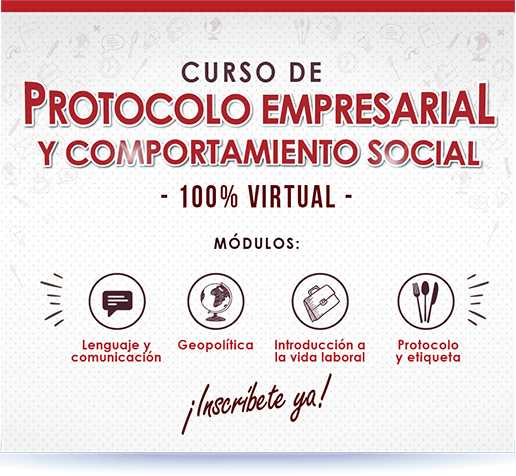 CURSO DE
PROTOCOLO EMPRESARIAL
Y COMPORTAMIENTO SOCIAL
- 100% VIRTUAL -
MÓDULOS:
Lenguaje y
comunicación
Geopolítica
Introducción a
la vida laboral
Protocolo
y etiqueta
¡Inscríbete ya!